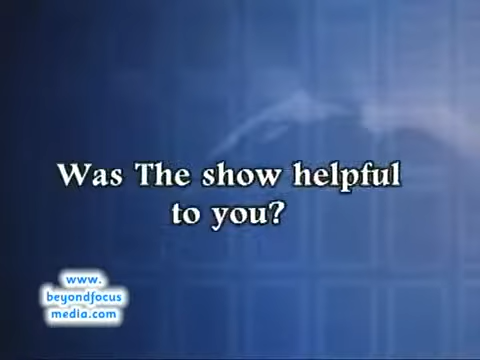 Was The show helpful
to you?
www.
beyondfocus
media.com